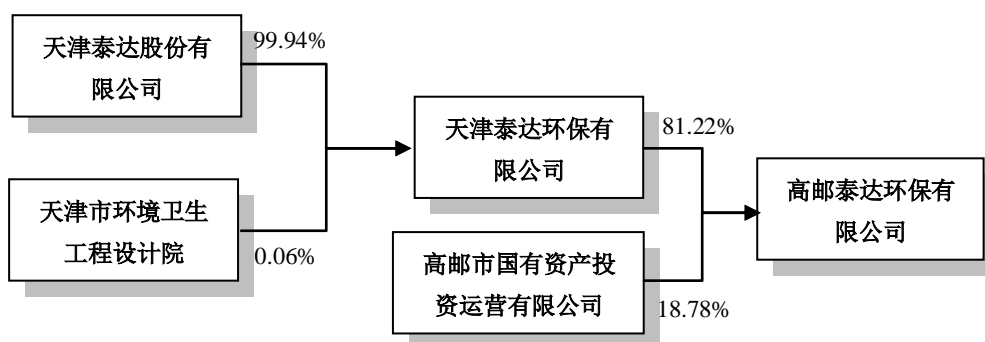 天津泰达股份有
限公司
99.94%
天津市环境卫生
工程设计院
0.06%
天津泰达环保有
限公司
81.22%
高邮市国有资产投
资运营有限公司
18.78%
高邮泰达环保有
限公司